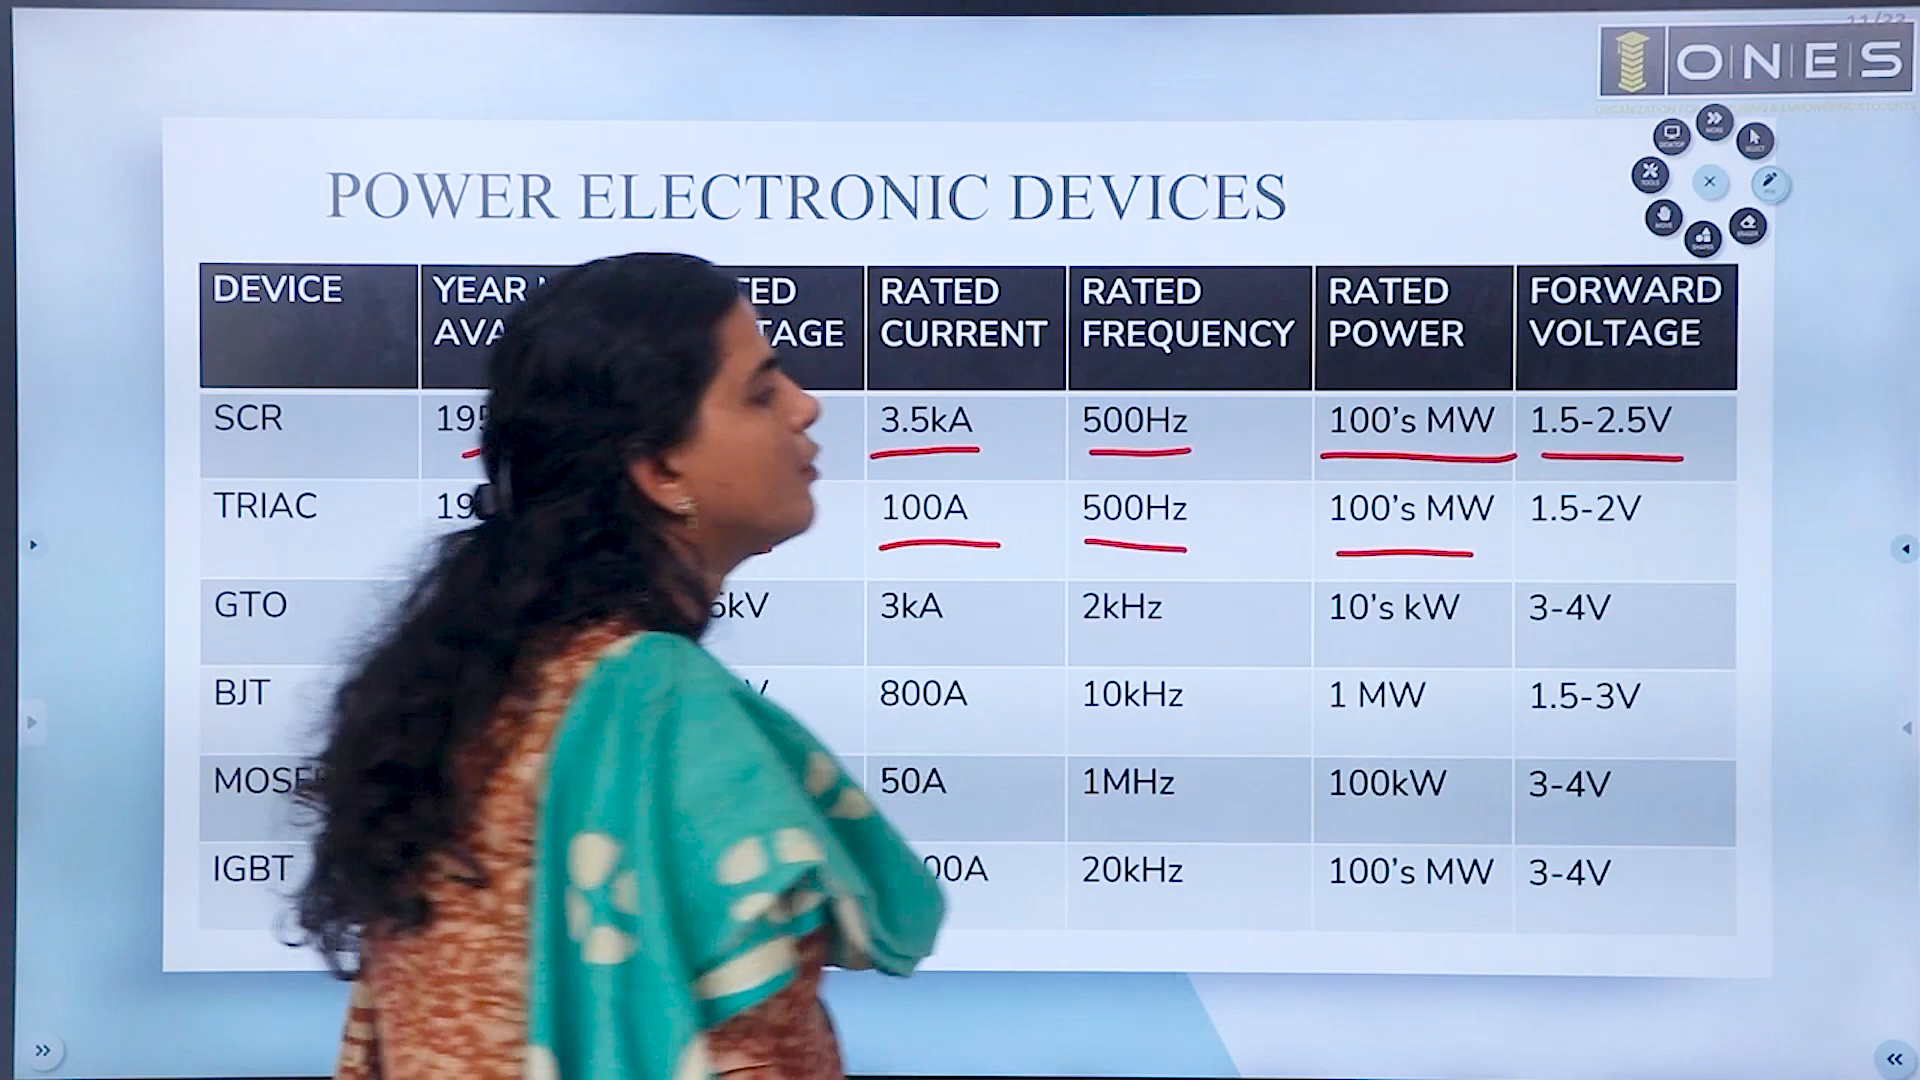 11/33
ONES
POWER ELECTRONIC DEVICES
DEVICE YEAR RATED RATED RATED FORWARD
CURRENT FREQUENCY POWER VOLTAGE
SCR 3.5kA 500Hz 100's MW 1.5-2.5V
TRIAC 100A 500Hz 100's MW 1.5-2V
GTO 3kA 2kHz 10's kW 3-4V
BJT 800A 10kHz 1 MW 1.5-3V
50A 1MHz 100kW 3-4V
IGBT 20kHz 100's MW 3-4V